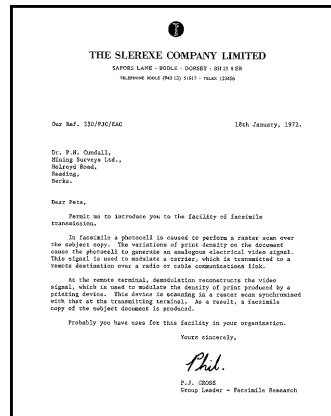 THE SLEREXE COMPANY LIMITED
SAPORS LANE - BOOLE - DORSET - BH 25 8 ER
TELEPHONE BOOLE (945 13) 51617 - TELEX 123456
Our Ref. 350/PJC/EAC
18th January, 1972.
Dr. P.N. Cundall,
Mining Surveys Ltd.,
Holroyd Road,
Reading,
Berks.
Dear Pete,
Permit me to introduce you to the facility of facsimile
transmission.
In facsimile a photocell is caused to perform a raster scan over
the subject copy. The variations of print density on the document
cause the photocell to generate an analogous electrical video signal.
This signal is used to modulate a carrier, which is transmitted to a
remote destination over a radio or cable communications link.
At the remote terminal, demodulation reconstructs the video
signal, which is used to modulate the density of print produced by a
printing device. This device is scanning in a raster scan synchronised
with that at the transmitting terminal. As a result, a facsimile
copy of the subject document is produced.
Probably you have uses for this facility in your organisation.
Yours sincerely,
Phil.
P.J. CROSS
Group Leader - Facsimile Research